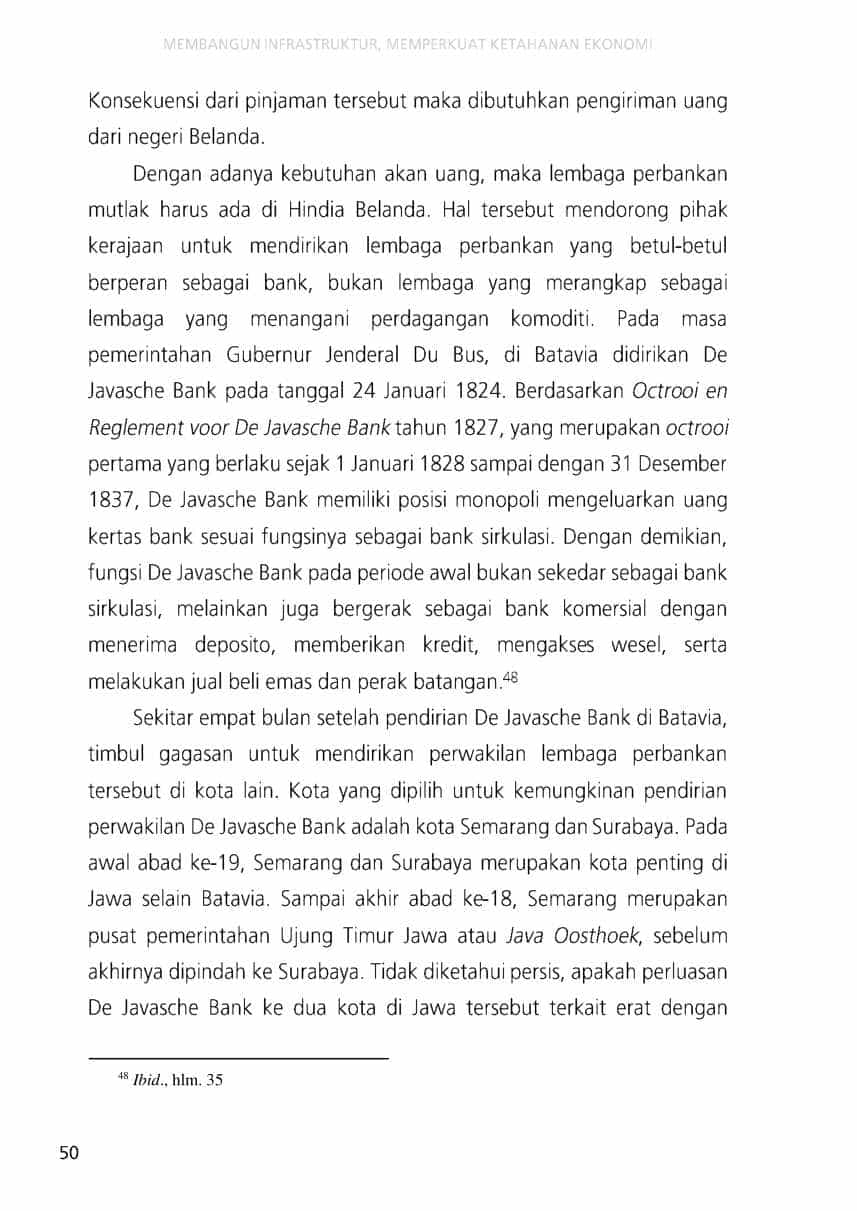 MEMBANGUN INFRASTRUKTUR, MEMPERKUAT KETAHANAN EKONOMI
Konsekuensi dari pinjaman tersebut maka dibutuhkan pengiriman uang
dari negeri Belanda.
Dengan adanya kebutuhan akan uang, maka lembaga perbankan
mutlak harus ada di Hindia Belanda. Hal tersebut mendorong pihak
kerajaan untuk mendirikan lembaga perbankan yang betul-betul
berperan sebagai bank, bukan lembaga yang merangkap sebagai
lembaga yang menangani perdagangan komoditi. Pada masa
pemerintahan Gubernur Jenderal Du Bus, di Batavia didirikan De
Javasche Bank pada tanggal 24 Januari 1824. Berdasarkan Octrooi en
Reglement voor De Javasche Bank tahun 1827, yang merupakan octrooi
pertama yang berlaku sejak 1 Januari 1828 sampai dengan 31 Desember
1837, De Javasche Bank memiliki posisi monopoli mengeluarkan uang
kertas bank sesuai fungsinya sebagai bank sirkulasi. Dengan demikian,
fungsi De Javasche Bank pada periode awal bukan sekedar sebagai bank
sirkulasi, melainkan juga bergerak sebagai bank komersial dengan
menerima deposito, memberikan kredit, mengakses wesel, serta
melakukan jual beli emas dan perak batangan.48
Sekitar empat bulan setelah pendirian De Javasche Bank di Batavia,
timbul gagasan untuk mendirikan perwakilan lembaga perbankan
tersebut di kota lain. Kota yang dipilih untuk kemungkinan pendirian
perwakilan De Javasche Bank adalah kota Semarang dan Surabaya. Pada
awal abad ke-19, Semarang dan Surabaya merupakan kota penting di
Jawa selain Batavia. Sampai akhir abad ke-18, Semarang merupakan
pusat pemerintahan Ujung Timur Jawa atau Java Oosthoek, sebelum
akhirnya dipindah ke Surabaya. Tidak diketahui persis, apakah perluasan
De Javasche Bank ke dua kota di Jawa tersebut terkait erat dengan
48 Ibid., hlm. 35
50